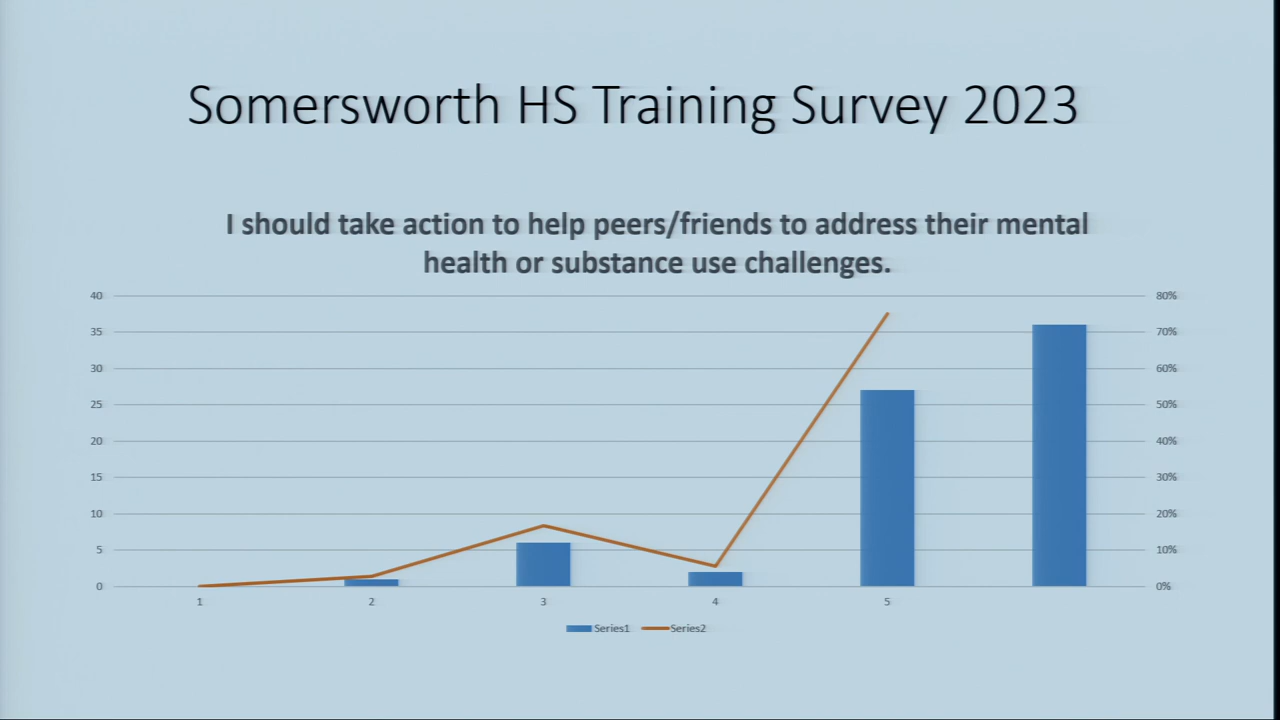 Somersworth HS Training Survey 2023
I should take action to help peers/friends to address their mental
health or substance use challenges.
40 80%
35 70%
30 60%
25 50%
20 40%
15 30%
10 20%
5 10%
0 0%
1 2 3 4 5
Series1 Series2